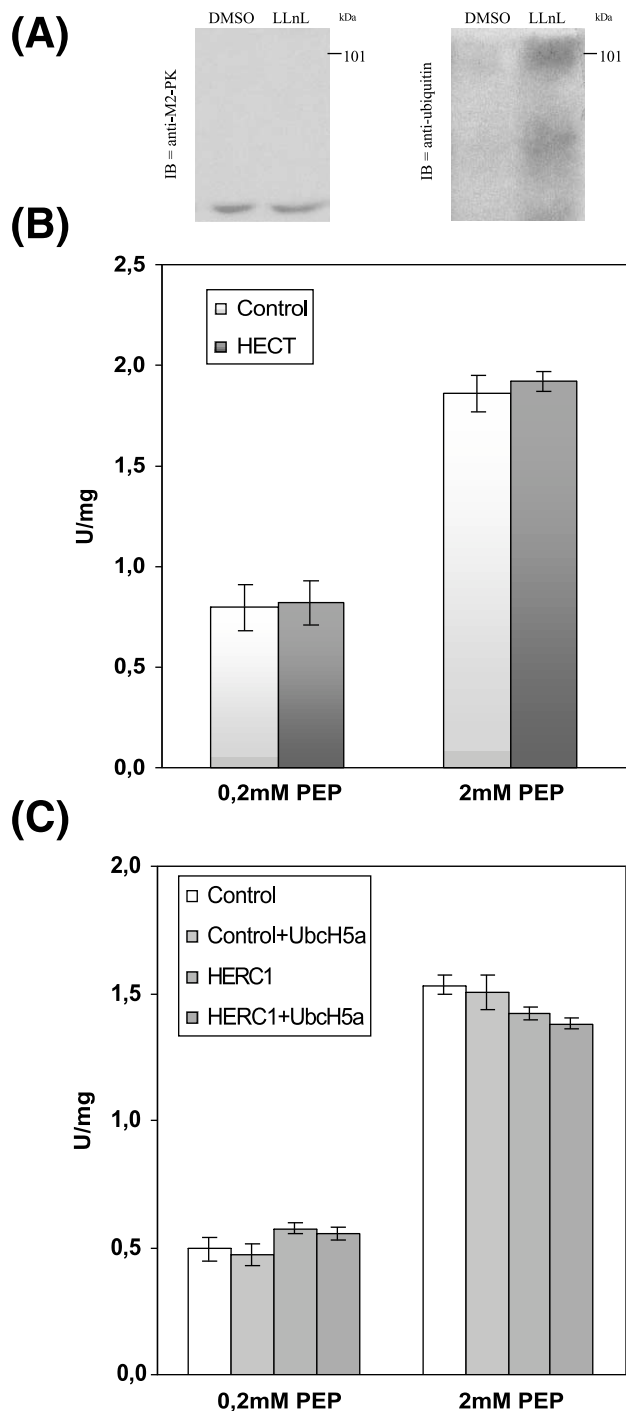 (A)
DMSO LLnL kDa
101
IB = anti-M2-PK
DMSO LLnL kDa
101
IB = anti-ubiquitin
(B)
2,5
2,0
1,5
1,0
0,5
0,0
U/mg
Control
HECT
0,2mM PEP 2mM PEP
(C)
2,0
1,5
1,0
0,5
0,0
U/mg
Control
Control+UbcH5a
HERC1
HERC1+UbcH5a
0,2mM PEP 2mM PEP